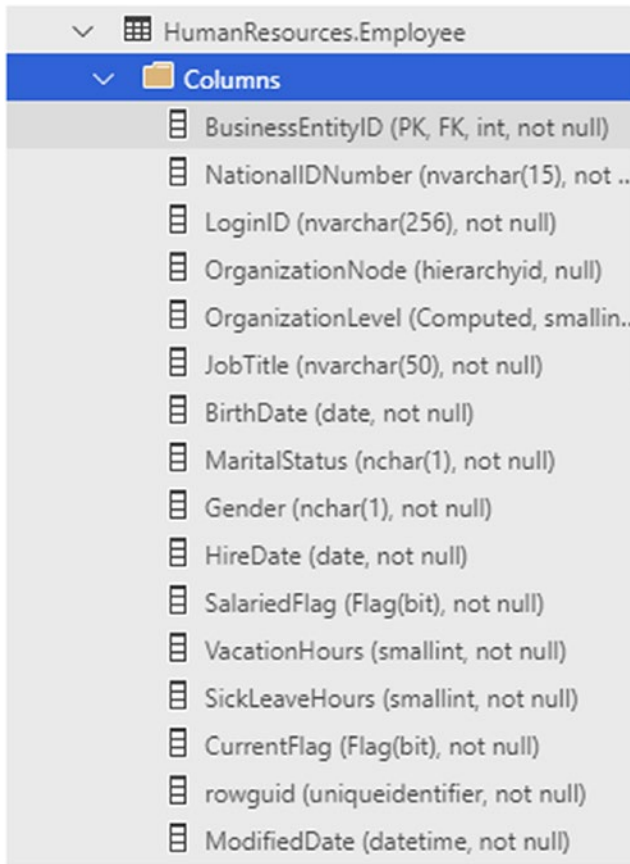 HumanResources.Employee
Columns
BusinessEntityID (PK, FK, int, not null)
NationalIDNumber (nvarchar(15), not ...
LoginID (nvarchar(256), not null)
OrganizationNode (hierarchyid, null)
OrganizationLevel (Computed, smallin...
JobTitle (nvarchar(50), not null)
BirthDate (date, not null)
MaritalStatus (nchar(1), not null)
Gender (nchar(1), not null)
HireDate (date, not null)
SalariedFlag (Flag(bit), not null)
VacationHours (smallint, not null)
SickLeaveHours (smallint, not null)
CurrentFlag (Flag(bit), not null)
rowguid (uniqueidentifier, not null)
ModifiedDate (datetime, not null)